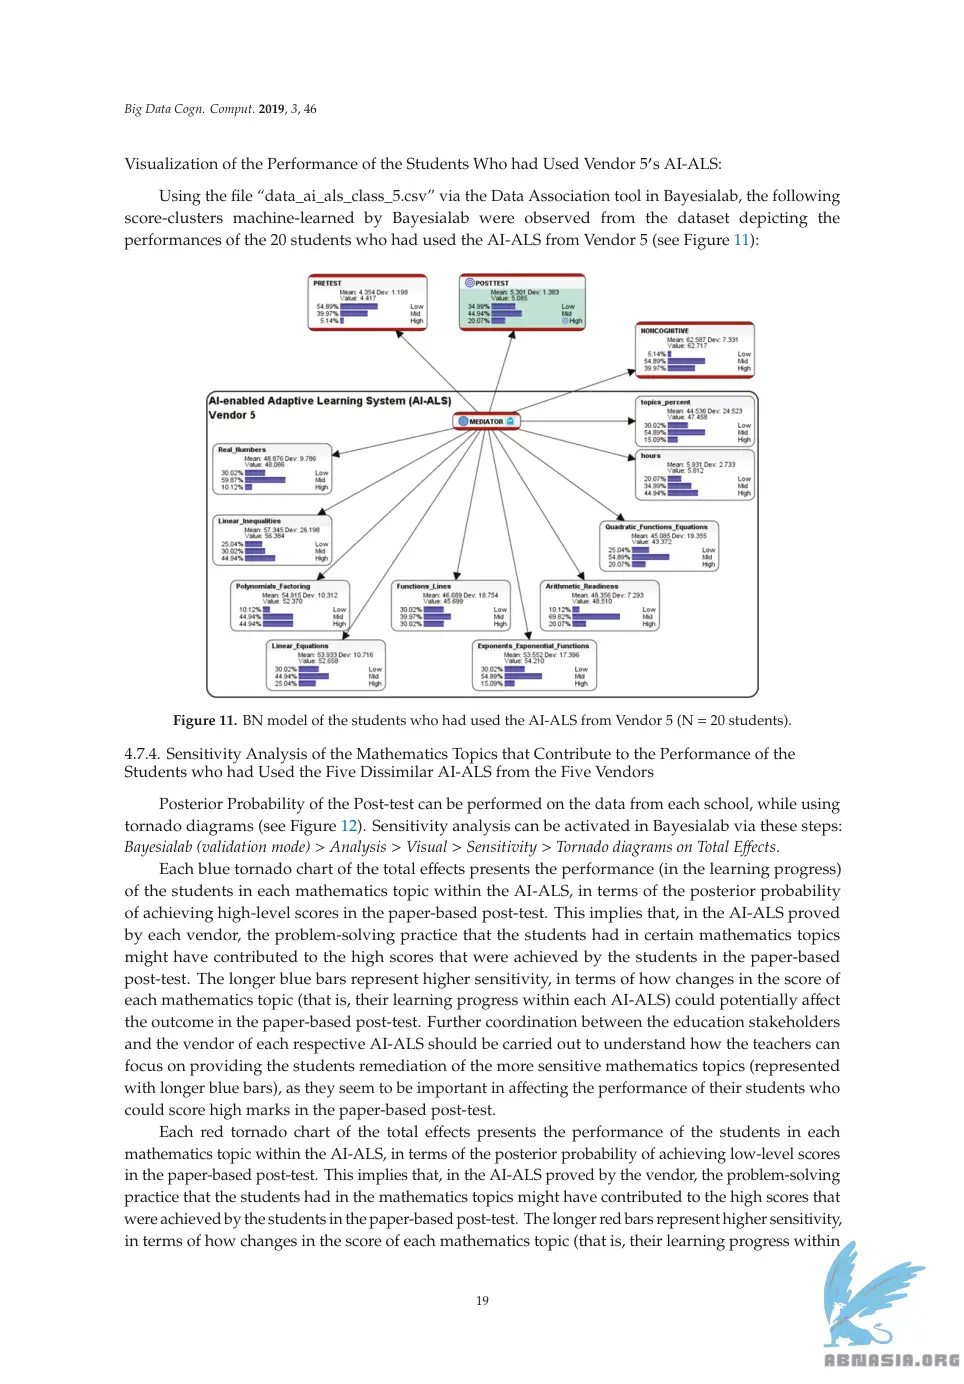 Big Data Cogn. Comput. 2019, 3, 46
Visualization of the Performance of the Students Who had Used Vendor 5′s AI-ALS:
Using the file “data_ai_als_class_5.csv” via the Data Association tool in Bayesialab, the following
score-clusters machine-learned by Bayesialab were observed from the dataset depicting the
performances of the 20 students who had used the AI-ALS from Vendor 5 (see Figure 11):
PRETEST
Mean: 4.354 Dev: 1.198
Value: 4.417
54.89% Low
39.97% Mid
5.14% High
POSTTEST
Mean: 5.301 Dev: 1.383
Value: 5.085
34.99% Low
44.94% Mid
20.07% High
NONCOGNITIVE
Mean: 62.587 Dev: 7.331
Value: 62.717
5.14% Low
54.89% Mid
39.97% High
AI-enabled Adaptive Learning System (AI-ALS)
Vendor 5
MEDIATOR
topics_percent
Mean: 44.536 Dev: 24.523
Value: 47.458
30.02% Low
54.89% Mid
15.09% High
Real_Numbers
Mean: 48.876 Dev: 9.786
Value: 48.086
30.02% Low
59.87% Mid
10.12% High
hours
Mean: 5.931 Dev: 2.733
Value: 5.812
20.07% Low
34.99% Mid
44.94% High
Linear_Inequalities
Mean: 57.345 Dev: 26.198
Value: 56.384
25.04% Low
30.02% Mid
44.94% High
Quadratic_Functions_Equations
Mean: 45.085 Dev: 19.355
Value: 43.372
25.04% Low
54.89% Mid
20.07% High
Polynomials_Factoring
Mean: 54.915 Dev: 10.312
Value: 52.370
10.12% Low
44.94% Mid
44.94% High
Functions_Lines
Mean: 46.689 Dev: 18.754
Value: 45.699
30.02% Low
39.97% Mid
30.02% High
Arithmetic_Readiness
Mean: 48.356 Dev: 7.293
Value: 48.510
10.12% Low
69.82% Mid
20.07% High
Linear_Equations
Mean: 53.933 Dev: 10.716
Value: 52.658
30.02% Low
44.94% Mid
25.04% High
Exponents_Exponential_Functions
Mean: 53.552 Dev: 17.396
Value: 54.210
30.02% Low
54.89% Mid
15.09% High
Figure 11. BN model of the students who had used the AI-ALS from Vendor 5 (N = 20 students).
4.7.4. Sensitivity Analysis of the Mathematics Topics that Contribute to the Performance of the
Students who had Used the Five Dissimilar AI-ALS from the Five Vendors
Posterior Probability of the Post-test can be performed on the data from each school, while using
tornado diagrams (see Figure 12). Sensitivity analysis can be activated in Bayesialab via these steps:
Bayesialab (validation mode) > Analysis > Visual > Sensitivity > Tornado diagrams on Total Effects.
Each blue tornado chart of the total effects presents the performance (in the learning progress)
of the students in each mathematics topic within the AI-ALS, in terms of the posterior probability
of achieving high-level scores in the paper-based post-test. This implies that, in the AI-ALS proved
by each vendor, the problem-solving practice that the students had in certain mathematics topics
might have contributed to the high scores that were achieved by the students in the paper-based
post-test. The longer blue bars represent higher sensitivity, in terms of how changes in the score of
each mathematics topic (that is, their learning progress within each AI-ALS) could potentially affect
the outcome in the paper-based post-test. Further coordination between the education stakeholders
and the vendor of each respective AI-ALS should be carried out to understand how the teachers can
focus on providing the students remediation of the more sensitive mathematics topics (represented
with longer blue bars), as they seem to be important in affecting the performance of their students who
could score high marks in the paper-based post-test.
Each red tornado chart of the total effects presents the performance of the students in each
mathematics topic within the AI-ALS, in terms of the posterior probability of achieving low-level scores
in the paper-based post-test. This implies that, in the AI-ALS proved by the vendor, the problem-solving
practice that the students had in the mathematics topics might have contributed to the high scores that
were achieved by the students in the paper-based post-test. The longer red bars represent higher sensitivity,
in terms of how changes in the score of each mathematics topic (that is, their learning progress within
19
ABNASIA.ORG